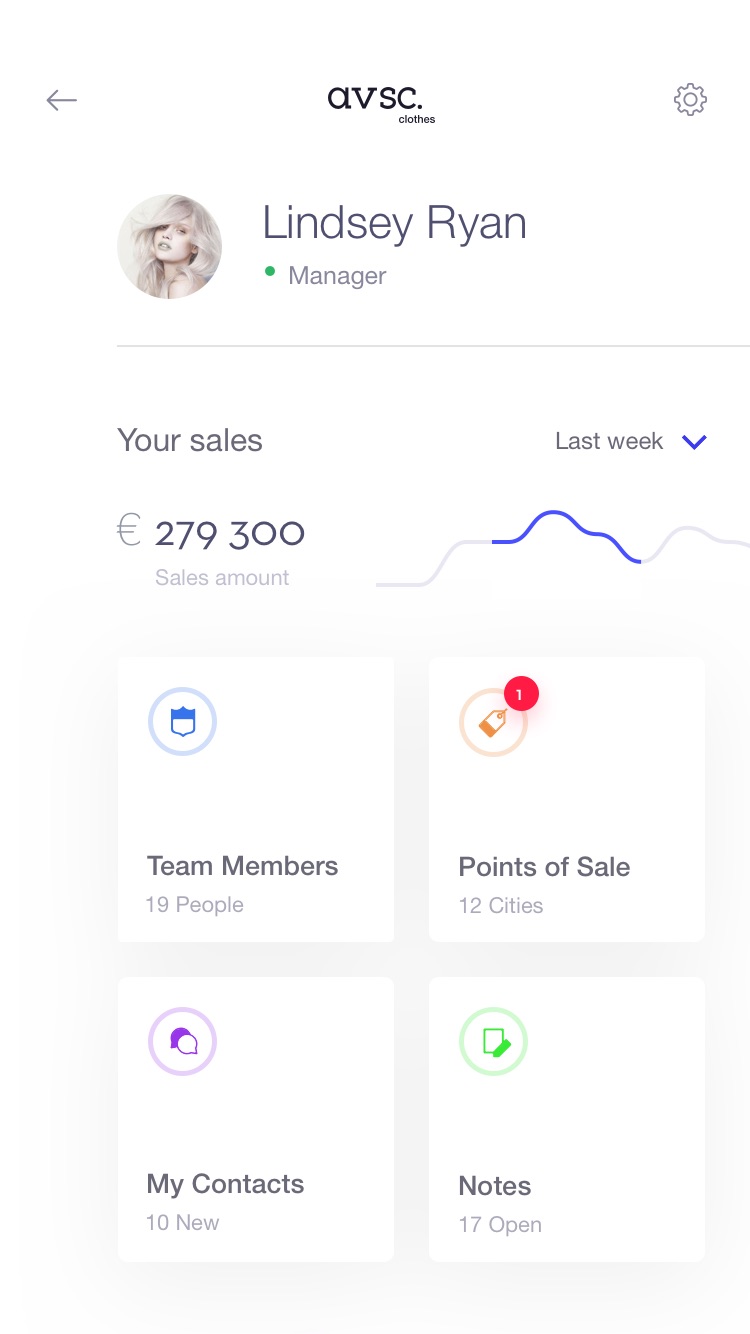 avsc.
clothes
Lindsey Ryan
Manager
Your sales
Last week
€ 279 300
Sales amount
1
Team Members
19 People
Points of Sale
12 Cities
My Contacts
10 New
Notes
17 Open